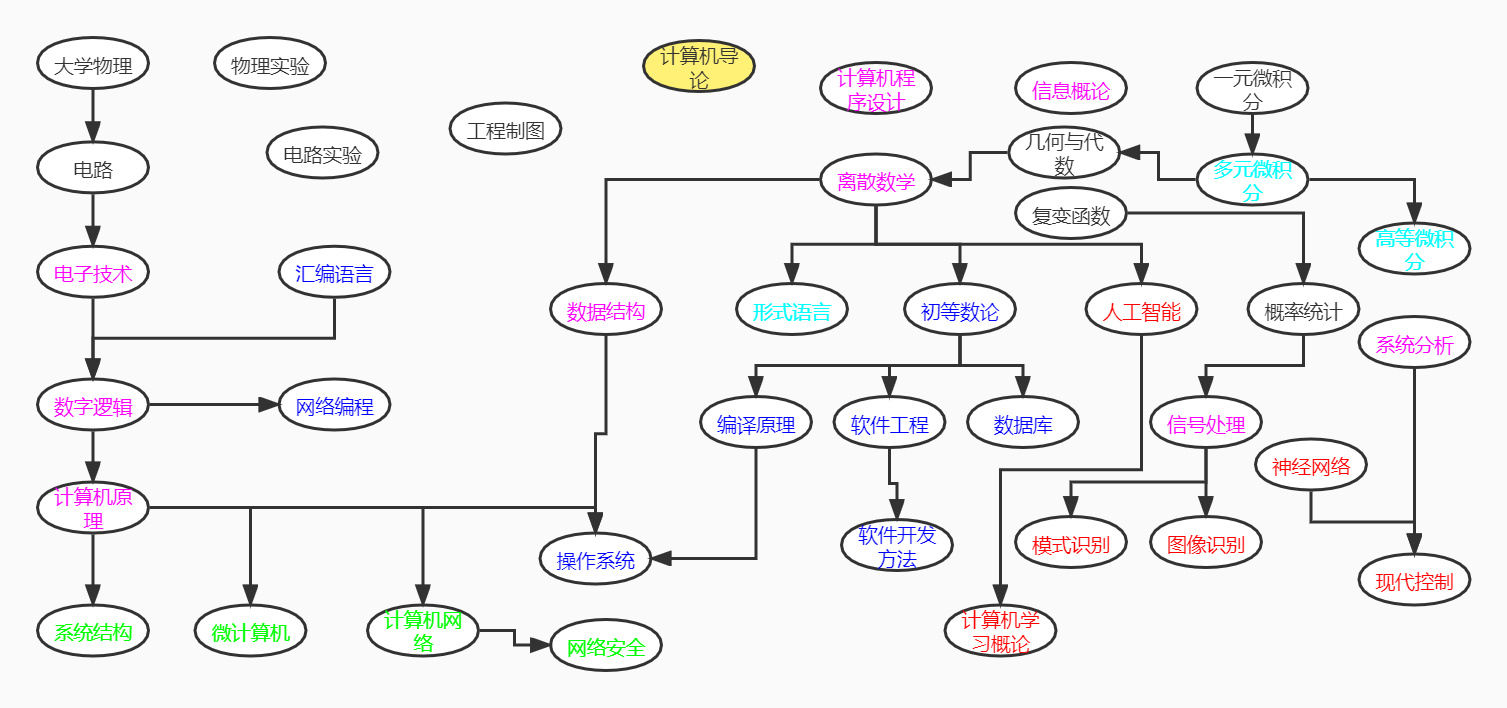 大学物理
物理实验
计算机导
论
计算机程
序设计
信息概论
一元微积
分
工程制图
电路实验
电路
几何与代
数
离散数学
多元微积
分
复变函数
高等微积
分
电子技术
汇编语言
数据结构
形式语言
初等数论
人工智能
概率统计
系统分析
数字逻辑
网络编程
编译原理
软件工程
数据库
信号处理
神经网络
计算机原
理
操作系统
软件开发
方法
模式识别
图像识别
现代控制
系统结构
微计算机
计算机网
络
网络安全
计算机学
习概论